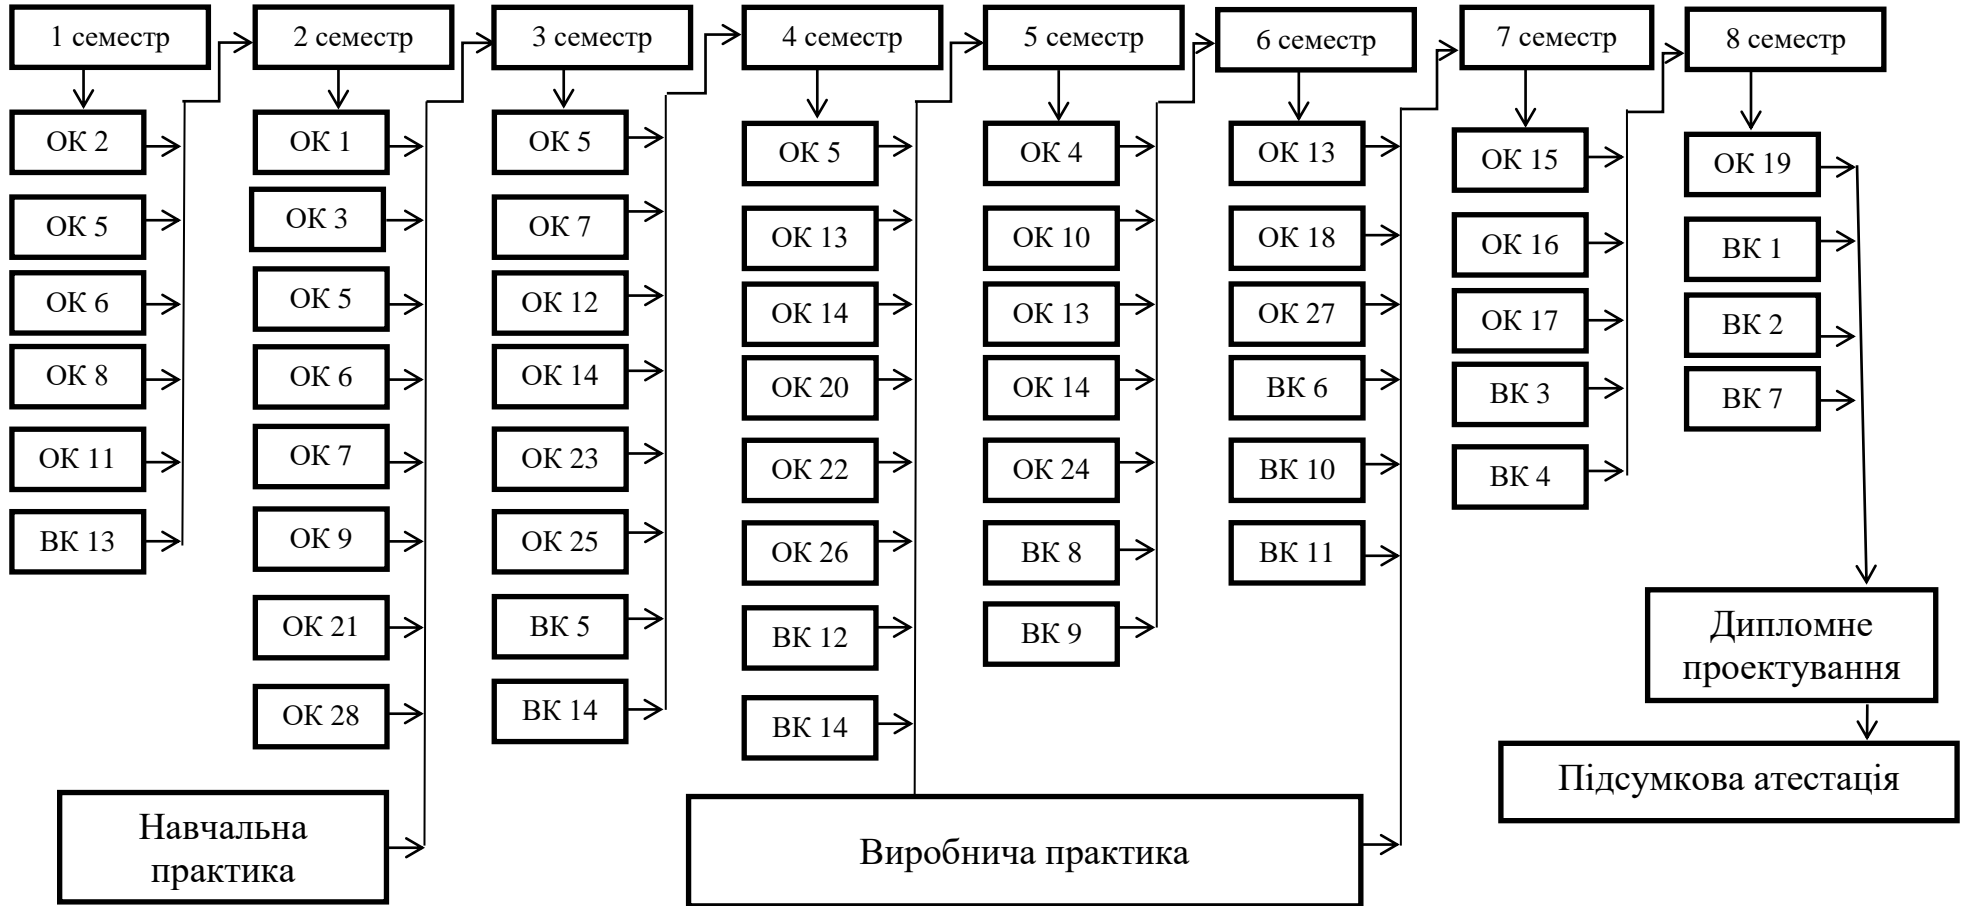 1 семестр
2 семестр
3 семестр
4 семестр
5 семестр
6 семестр
7 семестр
8 семестр
ОК 2
ОК 5
ОК 6
ОК 8
ОК 11
ВК 13
ОК 1
ОК 3
ОК 5
ОК 6
ОК 7
ОК 9
ОК 21
ОК 28
Навчальна
практика
ОК 5
ОК 7
ОК 12
ОК 14
ОК 23
ОК 25
ВК 5
ВК 14
ОК 5
ОК 13
ОК 14
ОК 20
ОК 22
ОК 26
ВК 12
ВК 14
ОК 4
ОК 10
ОК 13
ОК 14
ОК 24
ВК 8
ВК 9
Виробнича практика
ОК 13
ОК 18
ОК 27
ВК 6
ВК 10
ВК 11
ОК 15
ОК 16
ОК 17
ВК 3
ВК 4
ОК 19
ВК 1
ВК 2
ВК 7
Дипломне
проектування
Підсумкова атестація